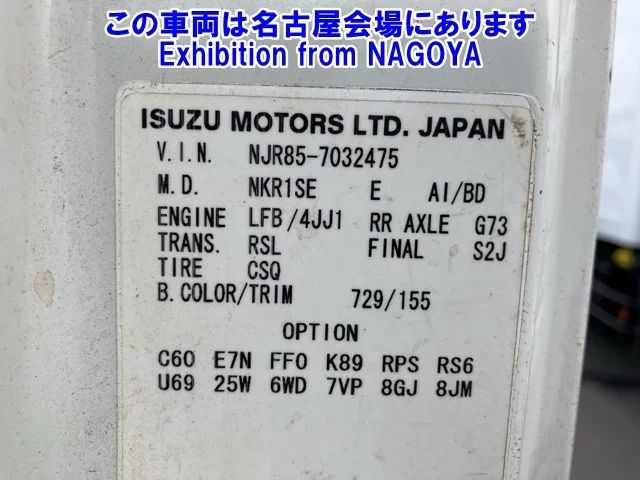 この車両は名古屋会場にあります
Exhibition from NAGOYA
ISUZU MOTORS LTD. JAPAN
V.I.N. NJR85-7032475
M.D. NKR1SE E AI/BD
ENGINE LFB/4JJ1 RR AXLE G73
TRANS. RSL FINAL S2J
TIRE CSQ
B.COLOR/TRIM 729/155
OPTION
C60 E7N FF0 K89 RPS RS6
U69 25W 6WD 7VP 8GJ 8JM